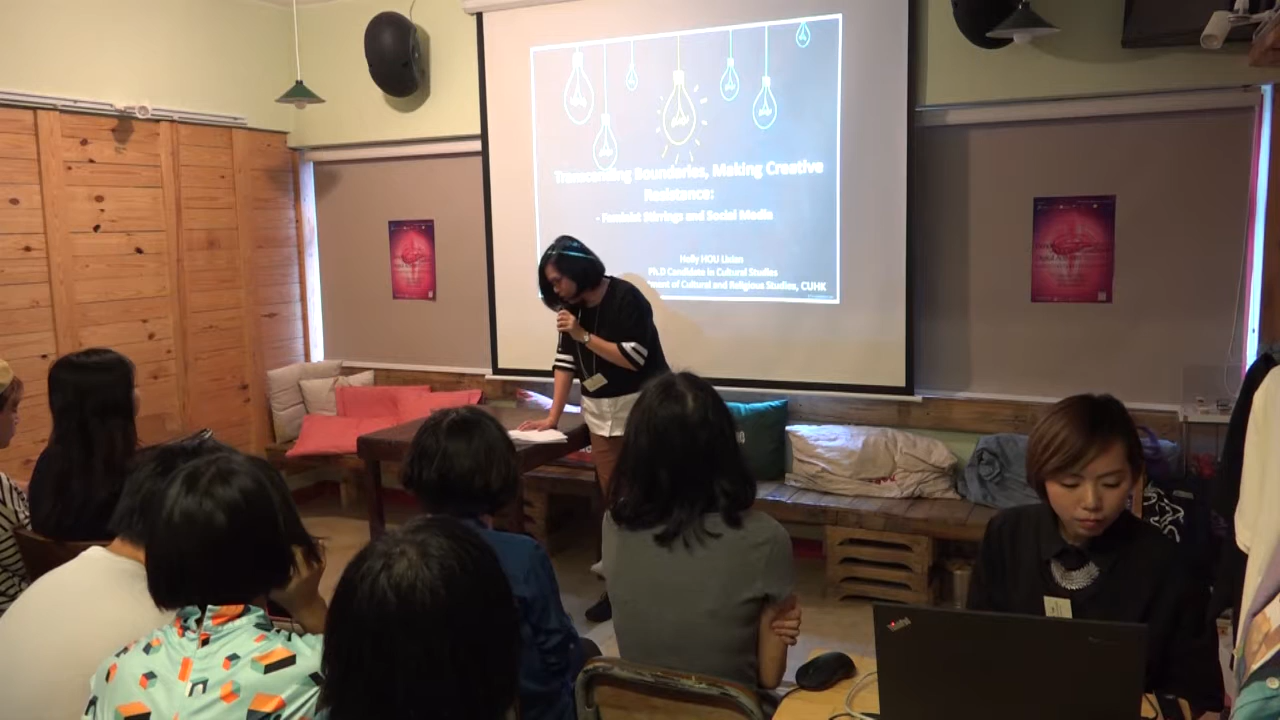 Transcending Boundaries, Making Creative
Resistance:
- Feminist Stirrings and Social Media
Holly HOU Lixian
Ph.D Candidate in Cultural Studies
of Cultural and Religious Studies, CUHK
ThinkPad